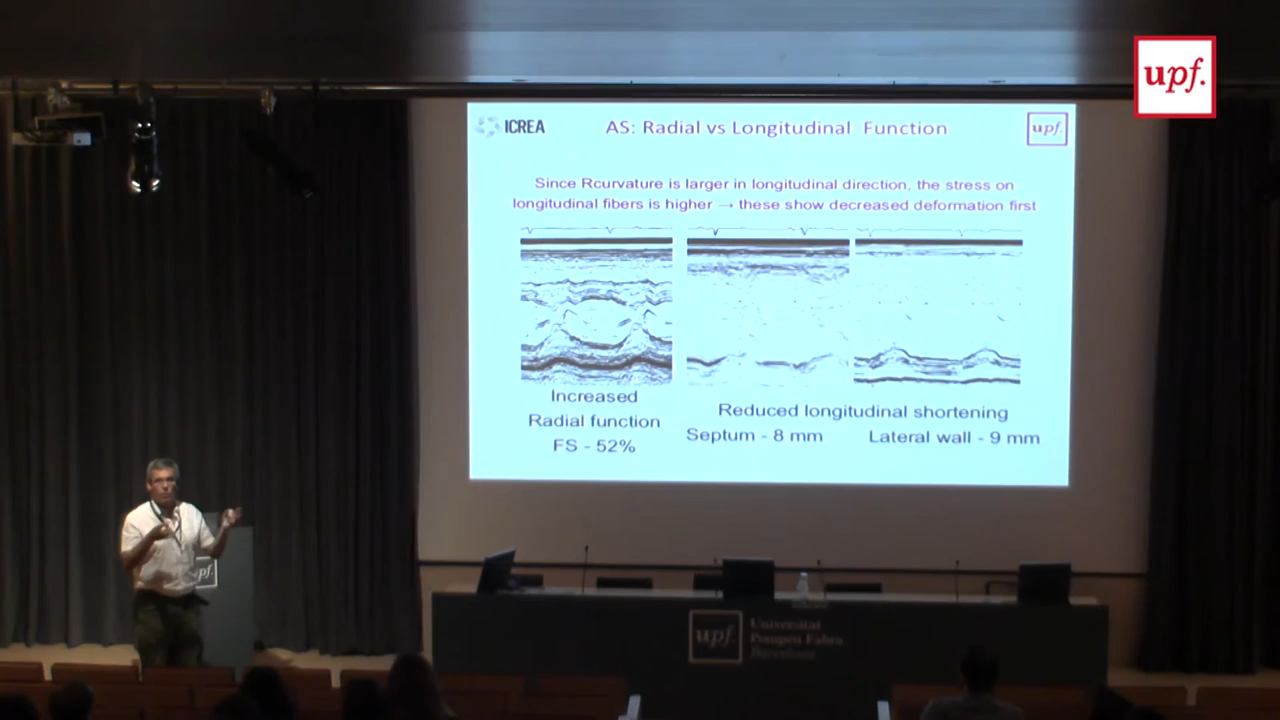 upf.
ICREA
AS: Radial vs Longitudinal Function
upf.
Since Rcurvature is larger in longitudinal direction, the stress on
longitudinal fibers is higher → these show decreased deformation first
Increased
Radial function
FS - 52%
Reduced longitudinal shortening
Septum - 8 mm
Lateral wall - 9 mm
upf.
upf.
Universitat
Pompeu Fabra
Barcelona